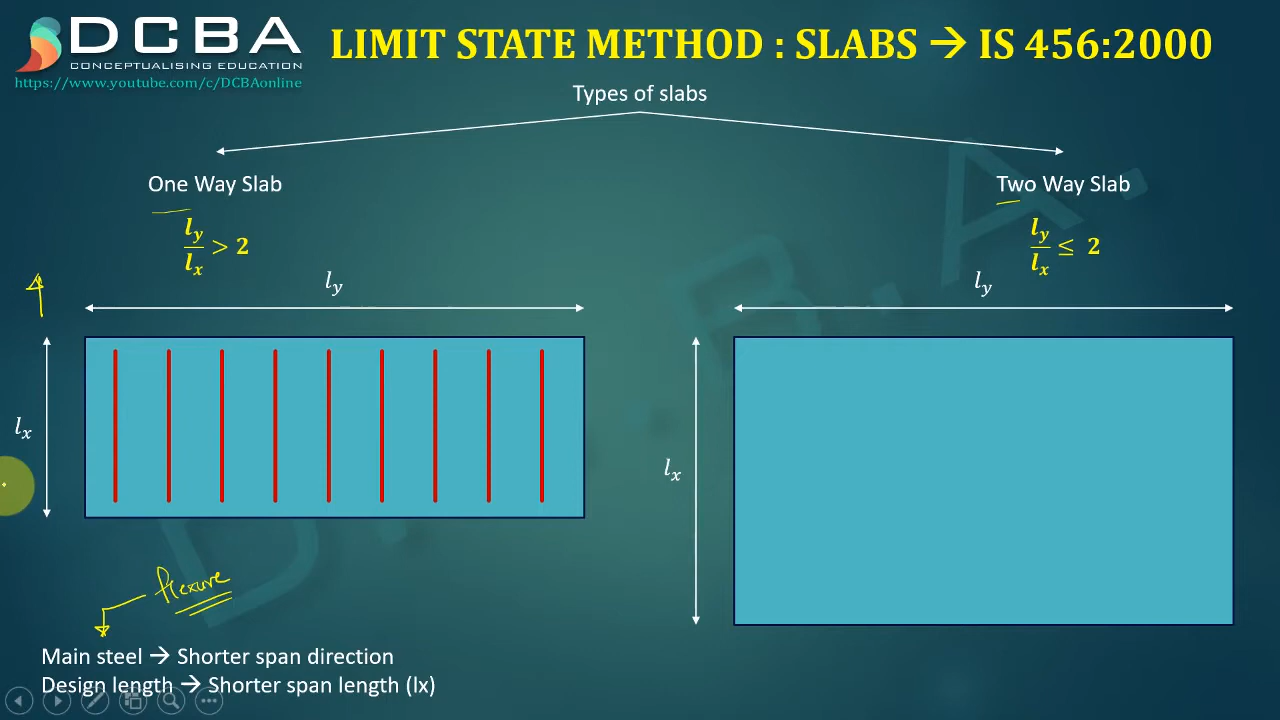 DCBA
CONCEPTUALISING EDUCATION
https://www.youtube.com/c/DCBAonline
LIMIT STATE METHOD : SLABS → IS 456:2000
Types of slabs
One Way Slab
Two Way Slab
l_y/l_x > 2
l_y/l_x ≤ 2
l_y
l_y
l_x
l_x
flexure
Main steel → Shorter span direction
Design length → Shorter span length (lx)
D.C.B.A.